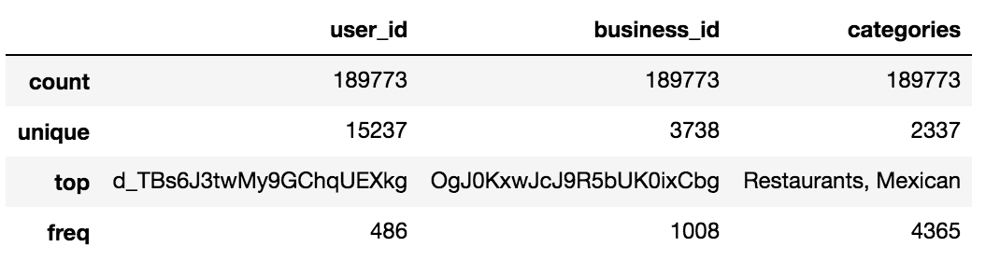 user_id business_id categories
count 189773 189773 189773
unique 15237 3738 2337
top d_TBs6J3twMy9GChqUEXkg OgJ0KxwJcJ9R5bUK0ixCbg Restaurants, Mexican
freq 486 1008 4365